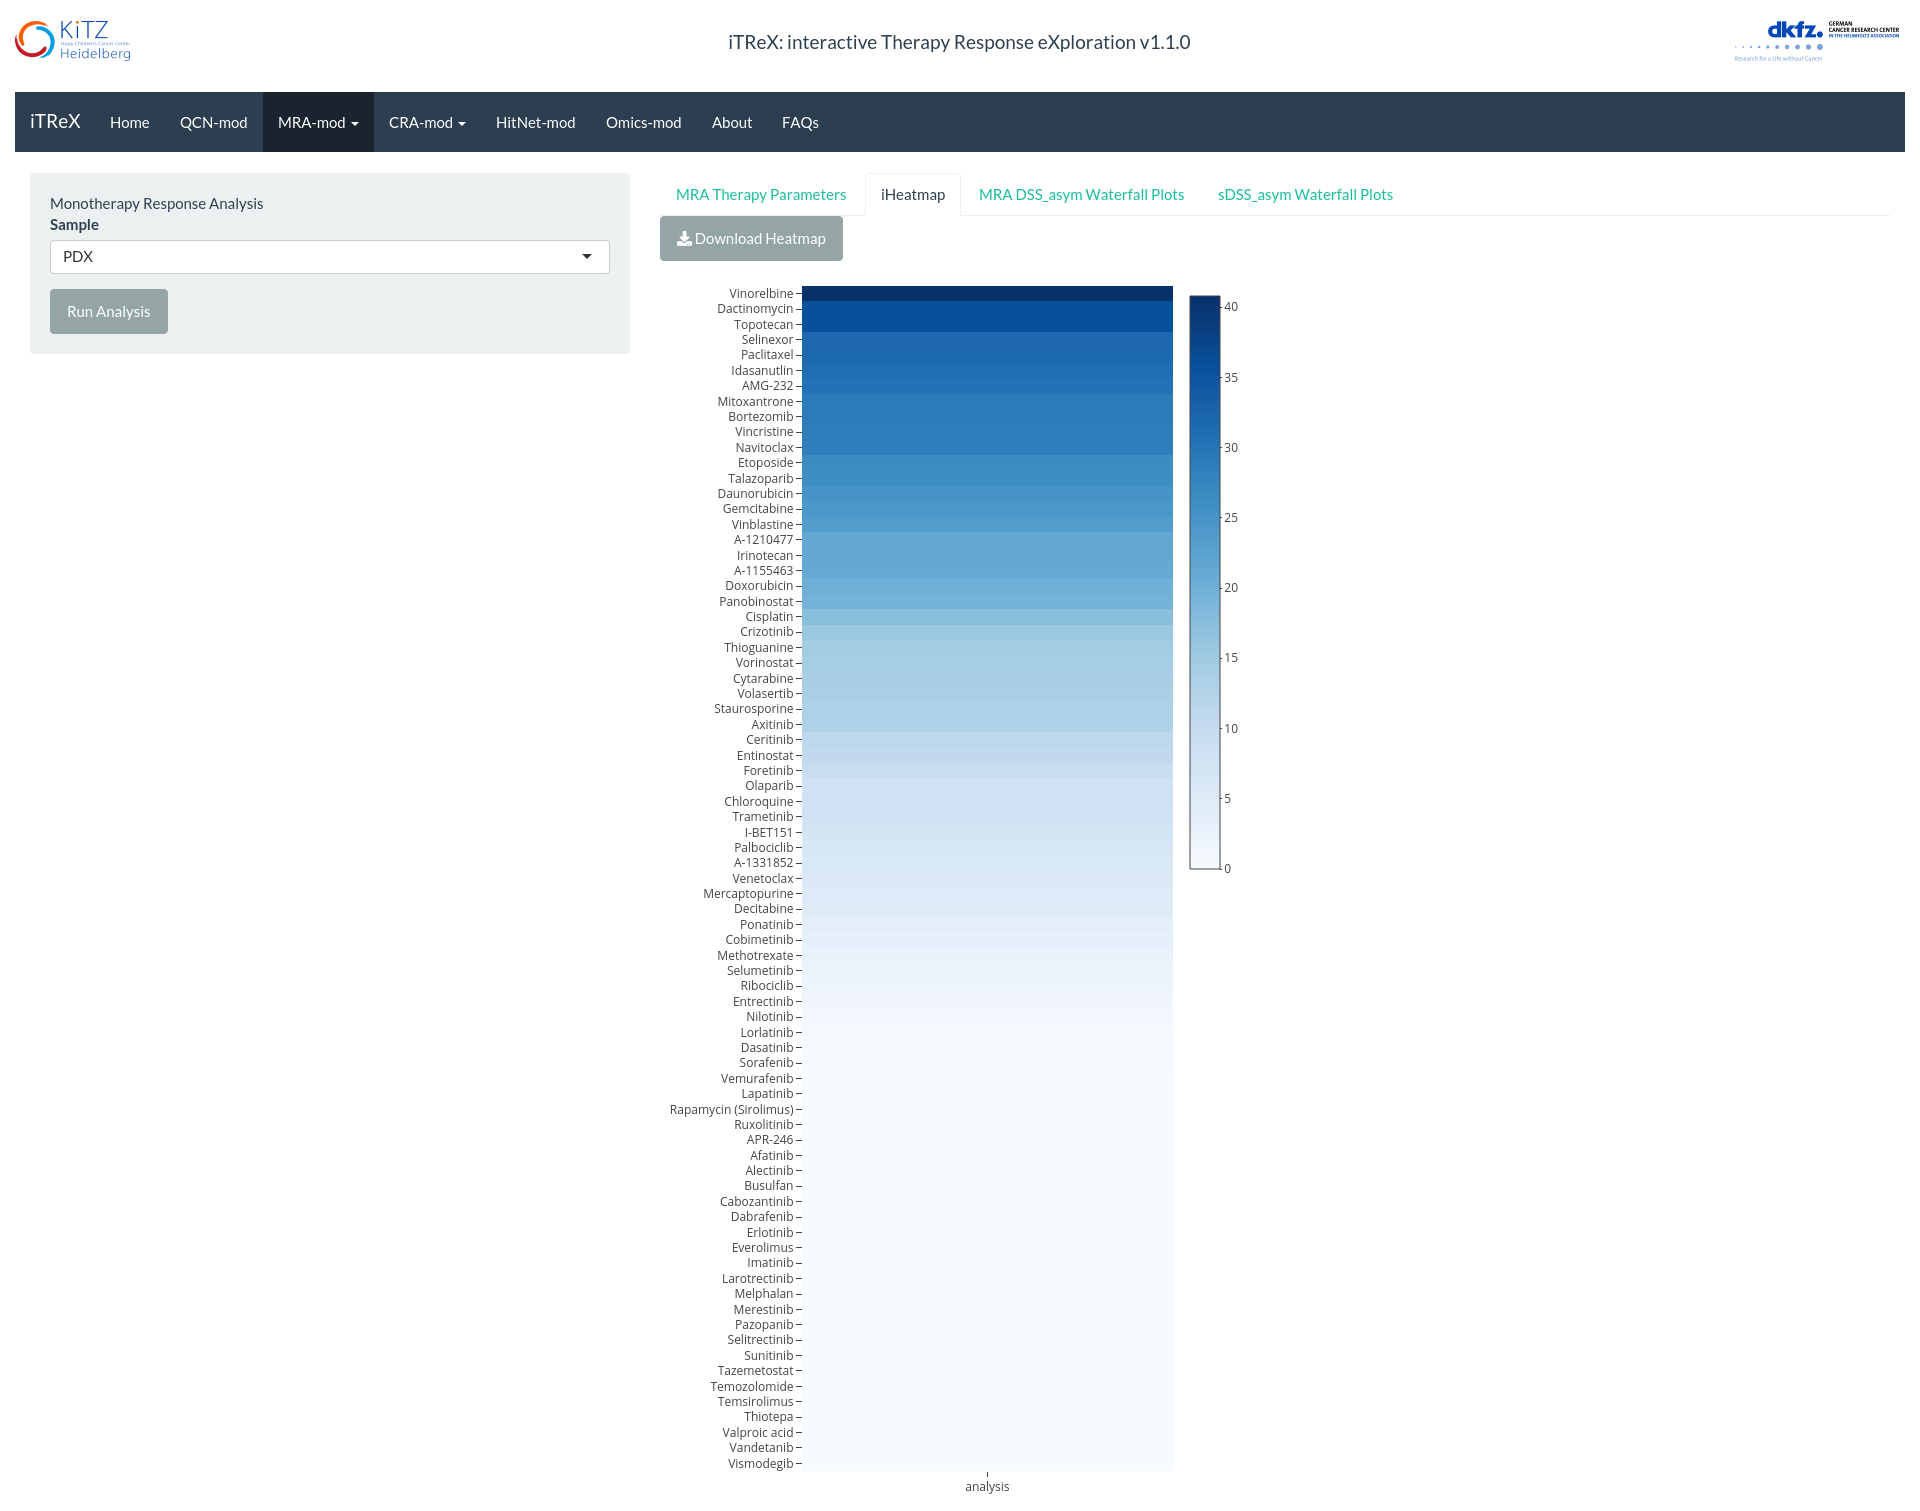 KiTZ
Hopp Children's Cancer Center
Heidelberg
iTReX: interactive Therapy Response eXploration v1.1.0
dkfz.
GERMAN
CANCER RESEARCH CENTER
IN THE HELMHOLTZ ASSOCIATION
Research for a Life without Cancer
iTReX Home QCN-mod MRA-mod CRA-mod HitNet-mod Omics-mod About FAQs
Monotherapy Response Analysis
Sample
PDX
Run Analysis
MRA Therapy Parameters iHeatmap MRA DSS_asym Waterfall Plots sDSS_asym Waterfall Plots
Download Heatmap
Vinorelbine
Dactinomycin
Topotecan
Selinexor
Paclitaxel
Idasanutlin
AMG-232
Mitoxantrone
Bortezomib
Vincristine
Navitoclax
Etoposide
Talazoparib
Daunorubicin
Gemcitabine
Vinblastine
A-1210477
Irinotecan
A-1155463
Doxorubicin
Panobinostat
Cisplatin
Crizotinib
Thioguanine
Vorinostat
Cytarabine
Volasertib
Staurosporine
Axitinib
Ceritinib
Entinostat
Foretinib
Olaparib
Chloroquine
Trametinib
I-BET151
Palbociclib
A-1331852
Venetoclax
Mercaptopurine
Decitabine
Ponatinib
Cobimetinib
Methotrexate
Selumetinib
Ribociclib
Entrectinib
Nilotinib
Lorlatinib
Dasatinib
Sorafenib
Vemurafenib
Lapatinib
Rapamycin (Sirolimus)
Ruxolitinib
APR-246
Afatinib
Alectinib
Busulfan
Cabozantinib
Dabrafenib
Erlotinib
Everolimus
Imatinib
Larotrectinib
Melphalan
Merestinib
Pazopanib
Selitrectinib
Sunitinib
Tazemetostat
Temozolomide
Temsirolimus
Thiotepa
Valproic acid
Vandetanib
Vismodegib
analysis
40
35
30
25
20
15
10
5
0